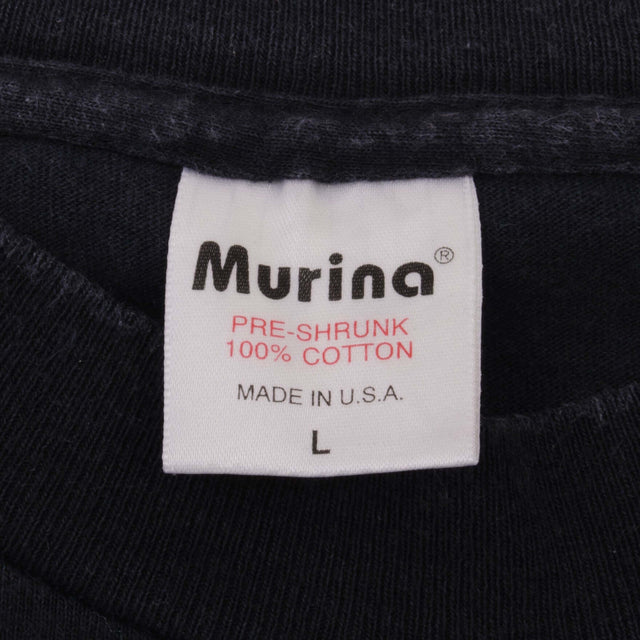 Murina®
PRE-SHRUNK
100% COTTON
MADE IN U.S.A.
L